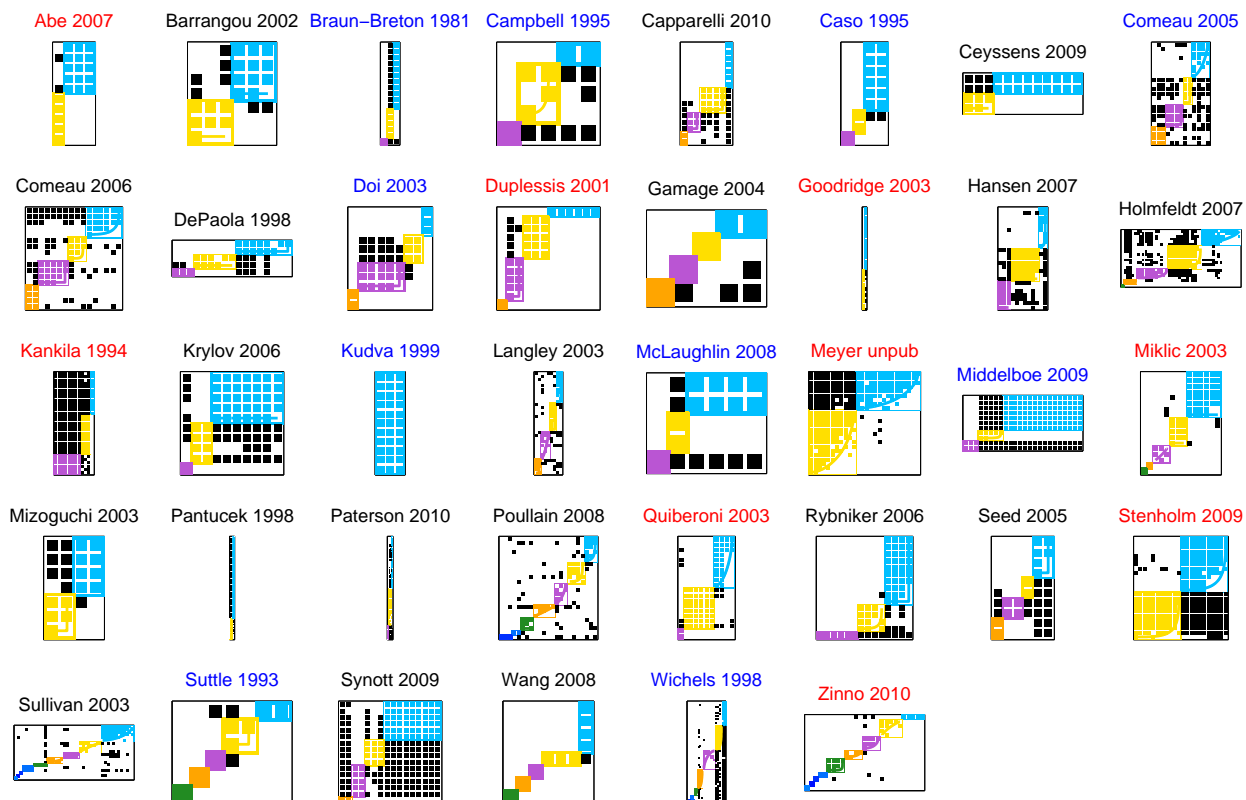 Abe 2007
Barrangou 2002
Braun−Breton 1981
Campbell 1995
Capparelli 2010
Caso 1995
Ceyssens 2009
Comeau 2005
Comeau 2006
DePaola 1998
Doi 2003
Duplessis 2001
Gamage 2004
Goodridge 2003
Hansen 2007
Holmfeldt 2007
Kankila 1994
Krylov 2006
Kudva 1999
Langley 2003
McLaughlin 2008
Meyer unpub
Middelboe 2009
Miklic 2003
Mizoguchi 2003
Pantucek 1998
Paterson 2010
Poullain 2008
Quiberoni 2003
Rybniker 2006
Seed 2005
Stenholm 2009
Sullivan 2003
Suttle 1993
Synott 2009
Wang 2008
Wichels 1998
Zinno 2010